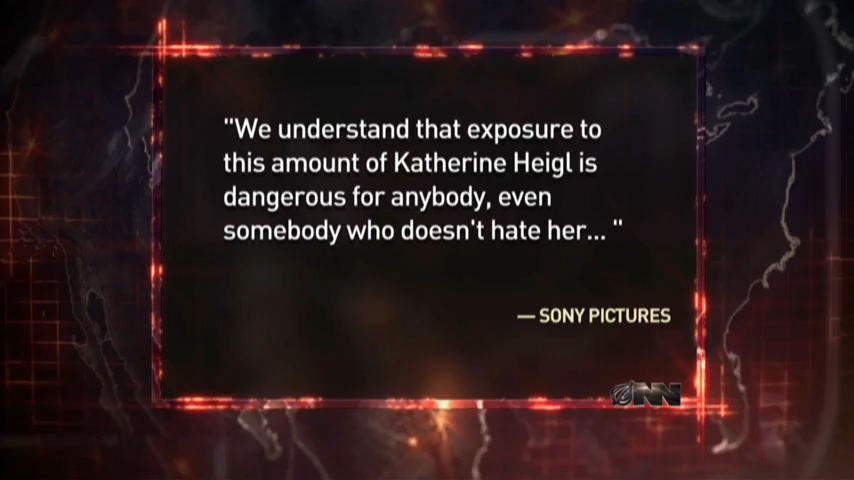 "We understand that exposure to
this amount of Katherine Heigl is
dangerous for anybody, even
somebody who doesn't hate her... "
— SONY PICTURES
ONN